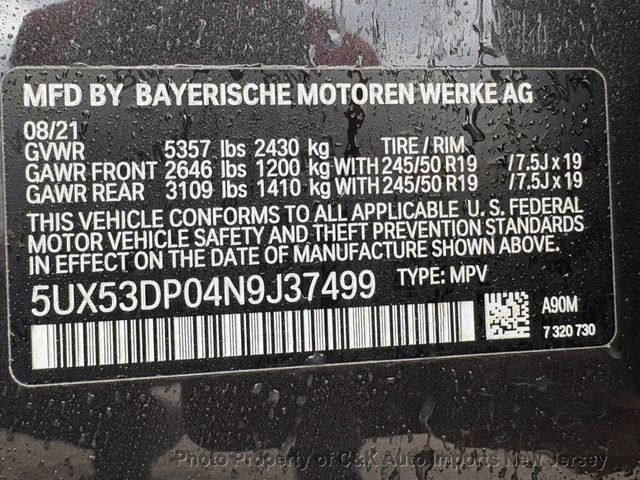 MFD BY BAYERISCHE MOTOREN WERKE AG
08/21
GVWR 5357 lbs 2430 kg TIRE / RIM
GAWR FRONT 2646 lbs 1200 kg WITH 245/50 R19 /7.5J x 19
GAWR REAR 3109 lbs 1410 kg WITH 245/50 R19 /7.5J x 19
THIS VEHICLE CONFORMS TO ALL APPLICABLE U.S. FEDERAL
MOTOR VEHICLE SAFETY AND THEFT PREVENTION STANDARDS
IN EFFECT ON THE DATE OF MANUFACTURE SHOWN ABOVE.
5UX53DP04N9J37499 TYPE: MPV
A90M
7 320 730
Photo Property of C&K Auto Imports New Jersey